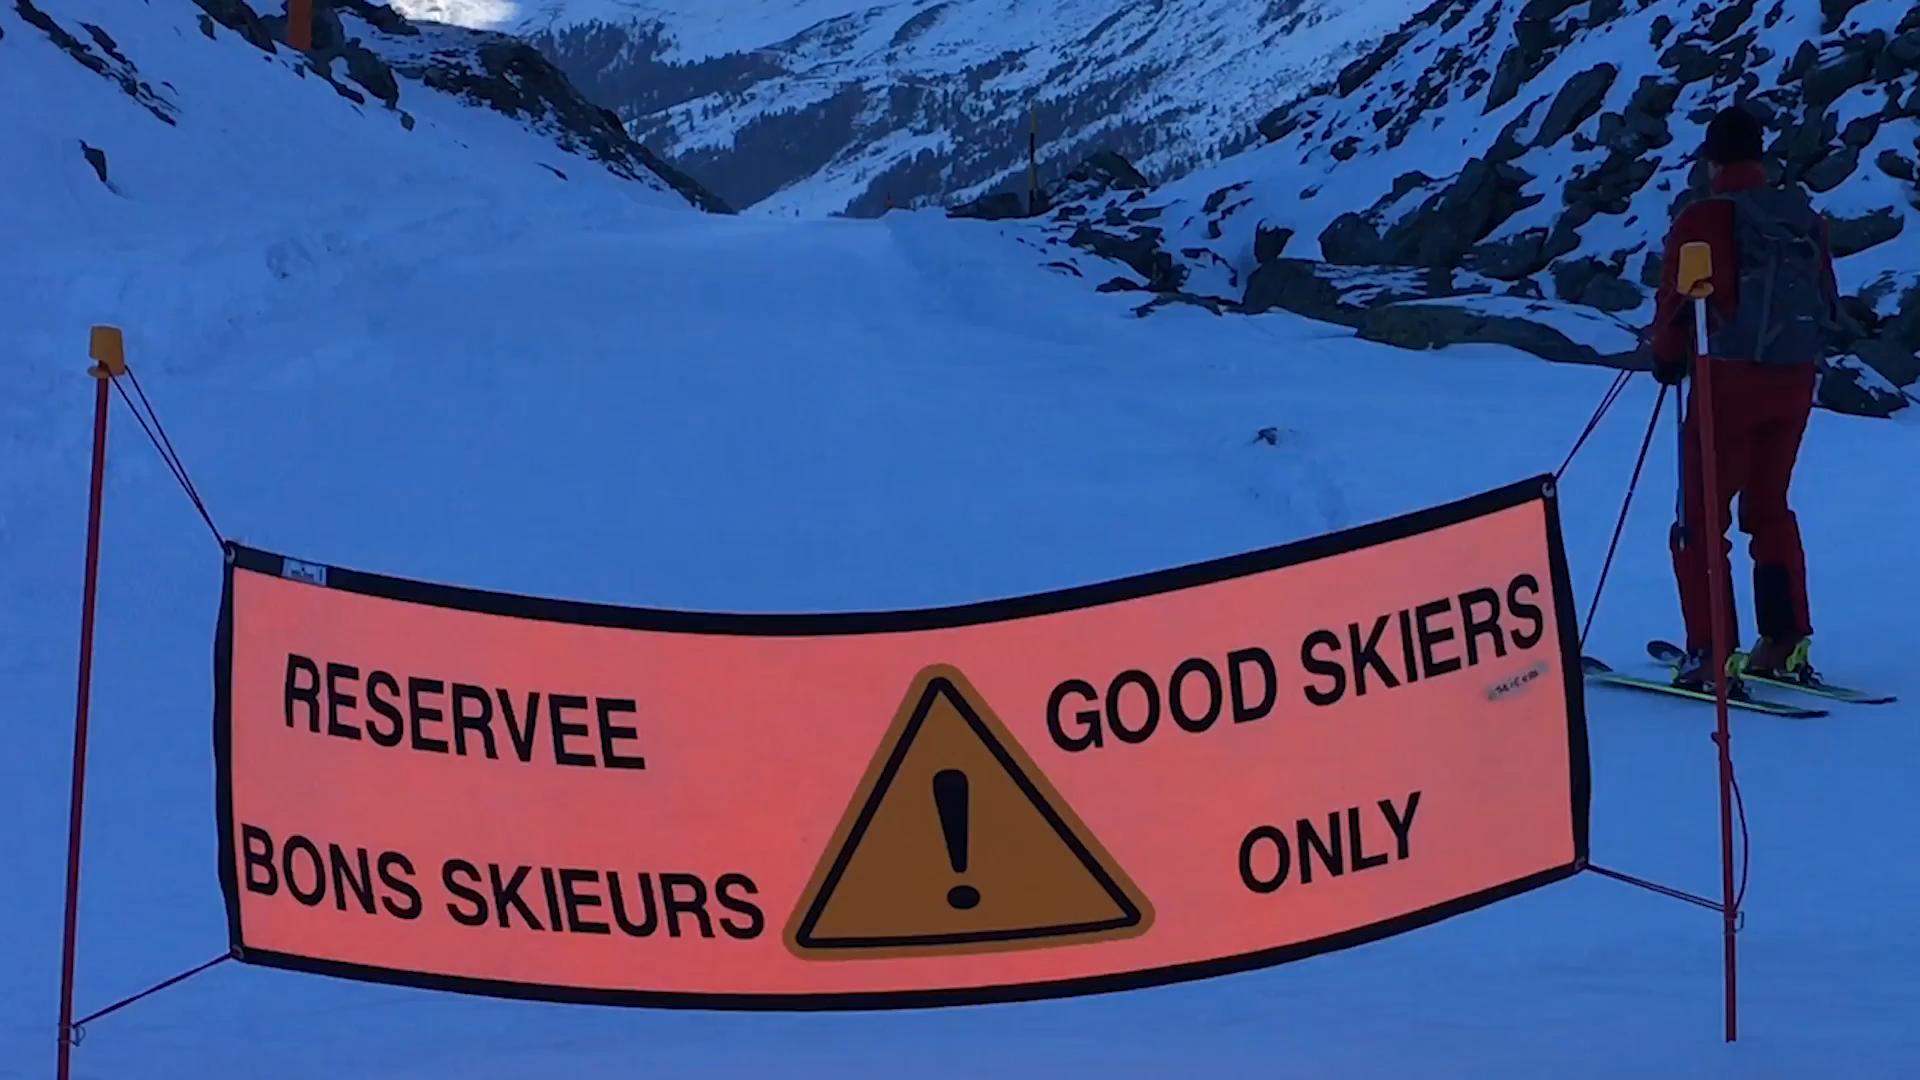 RESERVEE
BONS SKIEURS
!
GOOD SKIERS
ONLY